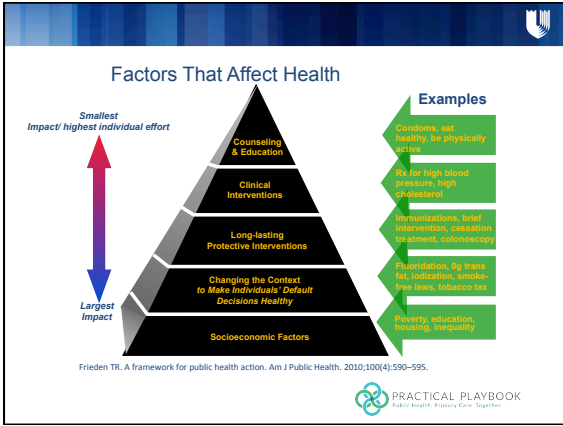 Factors That Affect Health
Smallest
Impact/ highest individual effort
Examples
Counseling
& Education
Condoms, eat
healthy, be physically
active
Clinical
Interventions
Rx for high blood
pressure, high
cholesterol
Long-lasting
Protective Interventions
Immunizations, brief
intervention, cessation
treatment, colonoscopy
Changing the Context
to Make Individuals' Default
Decisions Healthy
Fluoridation, 0g trans
fat, iodization, smoke-
free laws, tobacco tax
Largest
Impact
Socioeconomic Factors
Poverty, education,
housing, inequality
Frieden TR. A framework for public health action. Am J Public Health. 2010;100(4):590–595.
PRACTICAL PLAYBOOK
Public Health. Primary Care. Together.